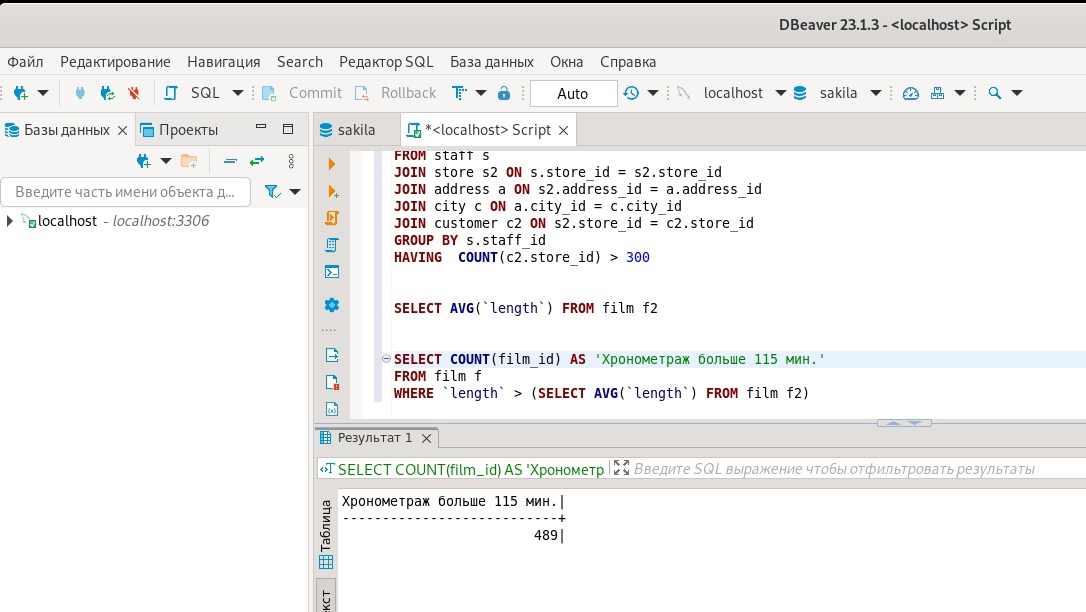 DBeaver 23.1.3 - <localhost> Script
Файл Редактирование Навигация Search Редактор SQL База данных Окна Справка
SQL Commit Rollback Auto localhost sakila
Базы данных Проекты
sakila *<localhost> Script
Введите часть имени объекта д...
localhost - localhost:3306
FROM staff s
JOIN store s2 ON s.store_id = s2.store_id
JOIN address a ON s2.address_id = a.address_id
JOIN city c ON a.city_id = c.city_id
JOIN customer c2 ON s2.store_id = c2.store_id
GROUP BY s.staff_id
HAVING  COUNT(c2.store_id) > 300
SELECT AVG(`length`) FROM film f2
SELECT COUNT(film_id) AS 'Хронометраж больше 115 мин.'
FROM film f
WHERE `length` > (SELECT AVG(`length`) FROM film f2)
Результат 1
SELECT COUNT(film_id) AS 'Хронометр Введите SQL выражение чтобы отфильтровать результаты
Таблица
Хронометраж больше 115 мин.|
---------------------------+
489|
кст